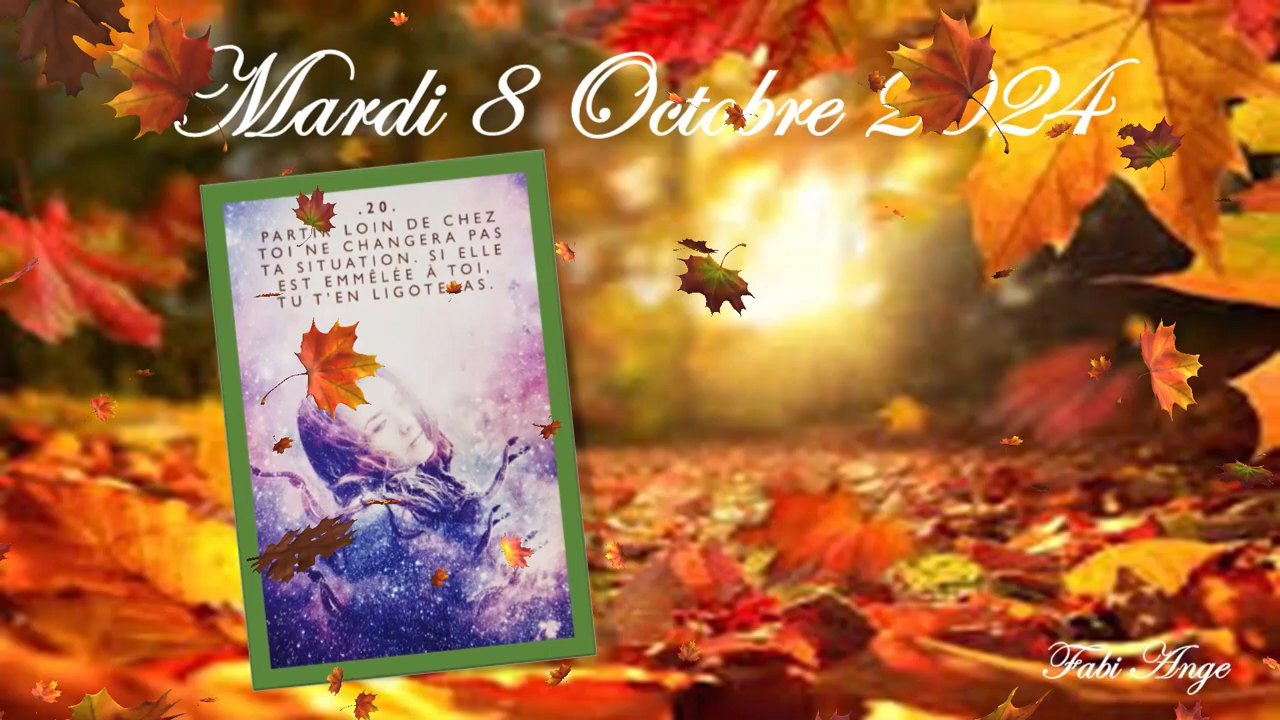 Mardi 8 Octobre 2024
.20.
PARTIR LOIN DE CHEZ
TOI NE CHANGERA PAS
TA SITUATION. SI ELLE
EST EMMÊLÉE À TOI,
TU T'EN LIGOTERAS.
Fabi Ange